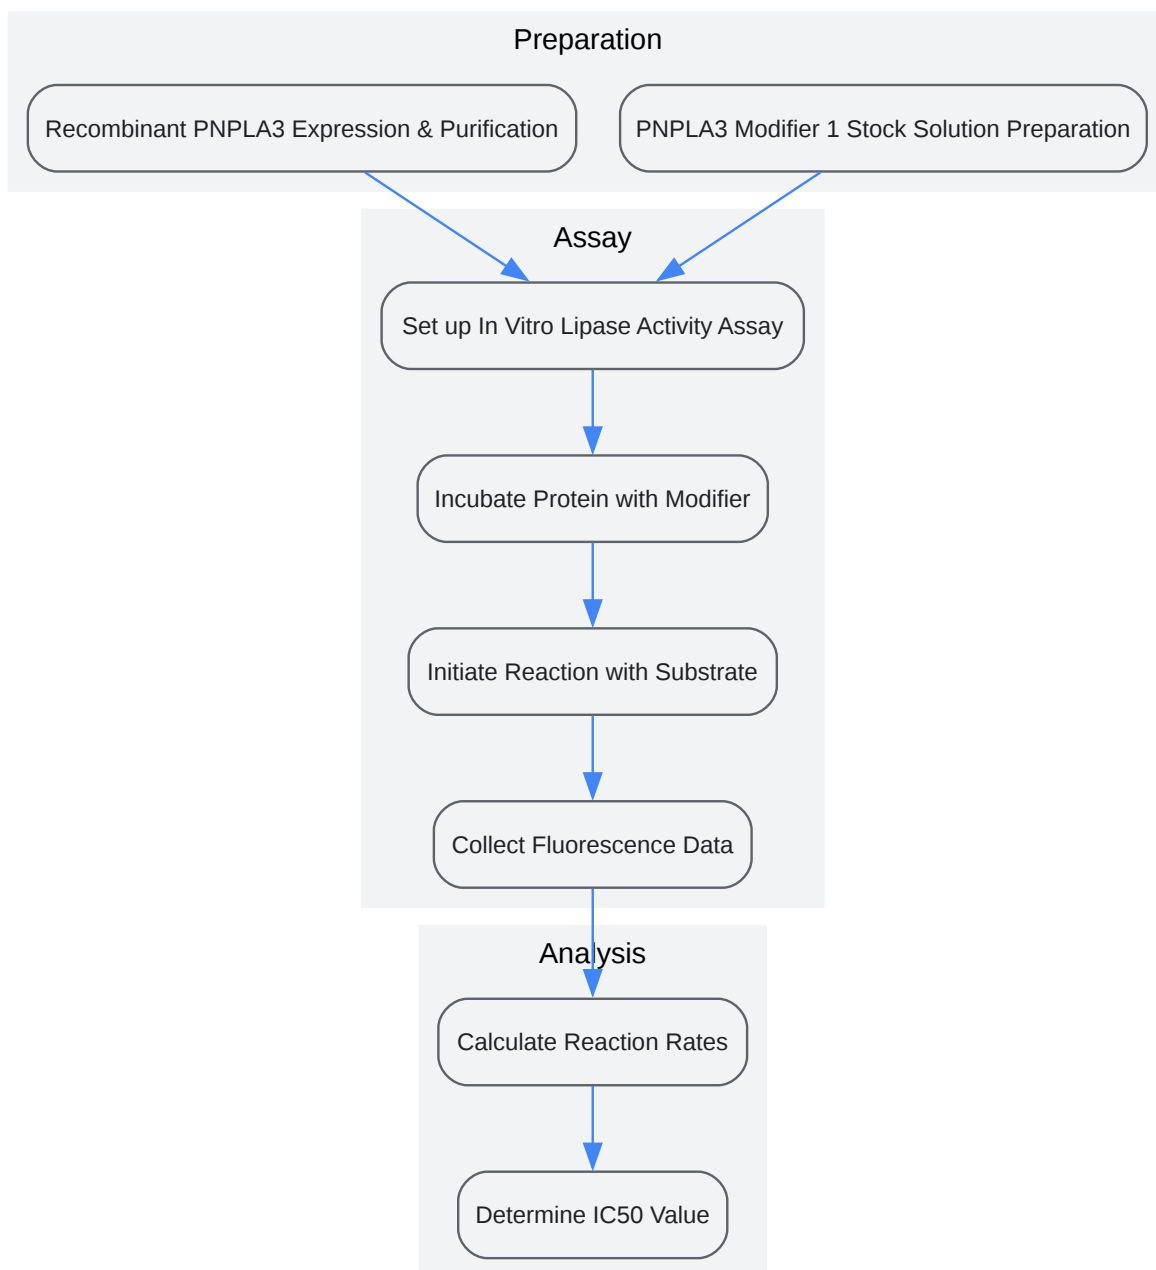 Preparation
Recombinant PNPLA3 Expression & Purification
PNPLA3 Modifier 1 Stock Solution Preparation
Assay
Set up In Vitro Lipase Activity Assay
Incubate Protein with Modifier
Initiate Reaction with Substrate
Collect Fluorescence Data
Analysis
Calculate Reaction Rates
Determine IC50 Value